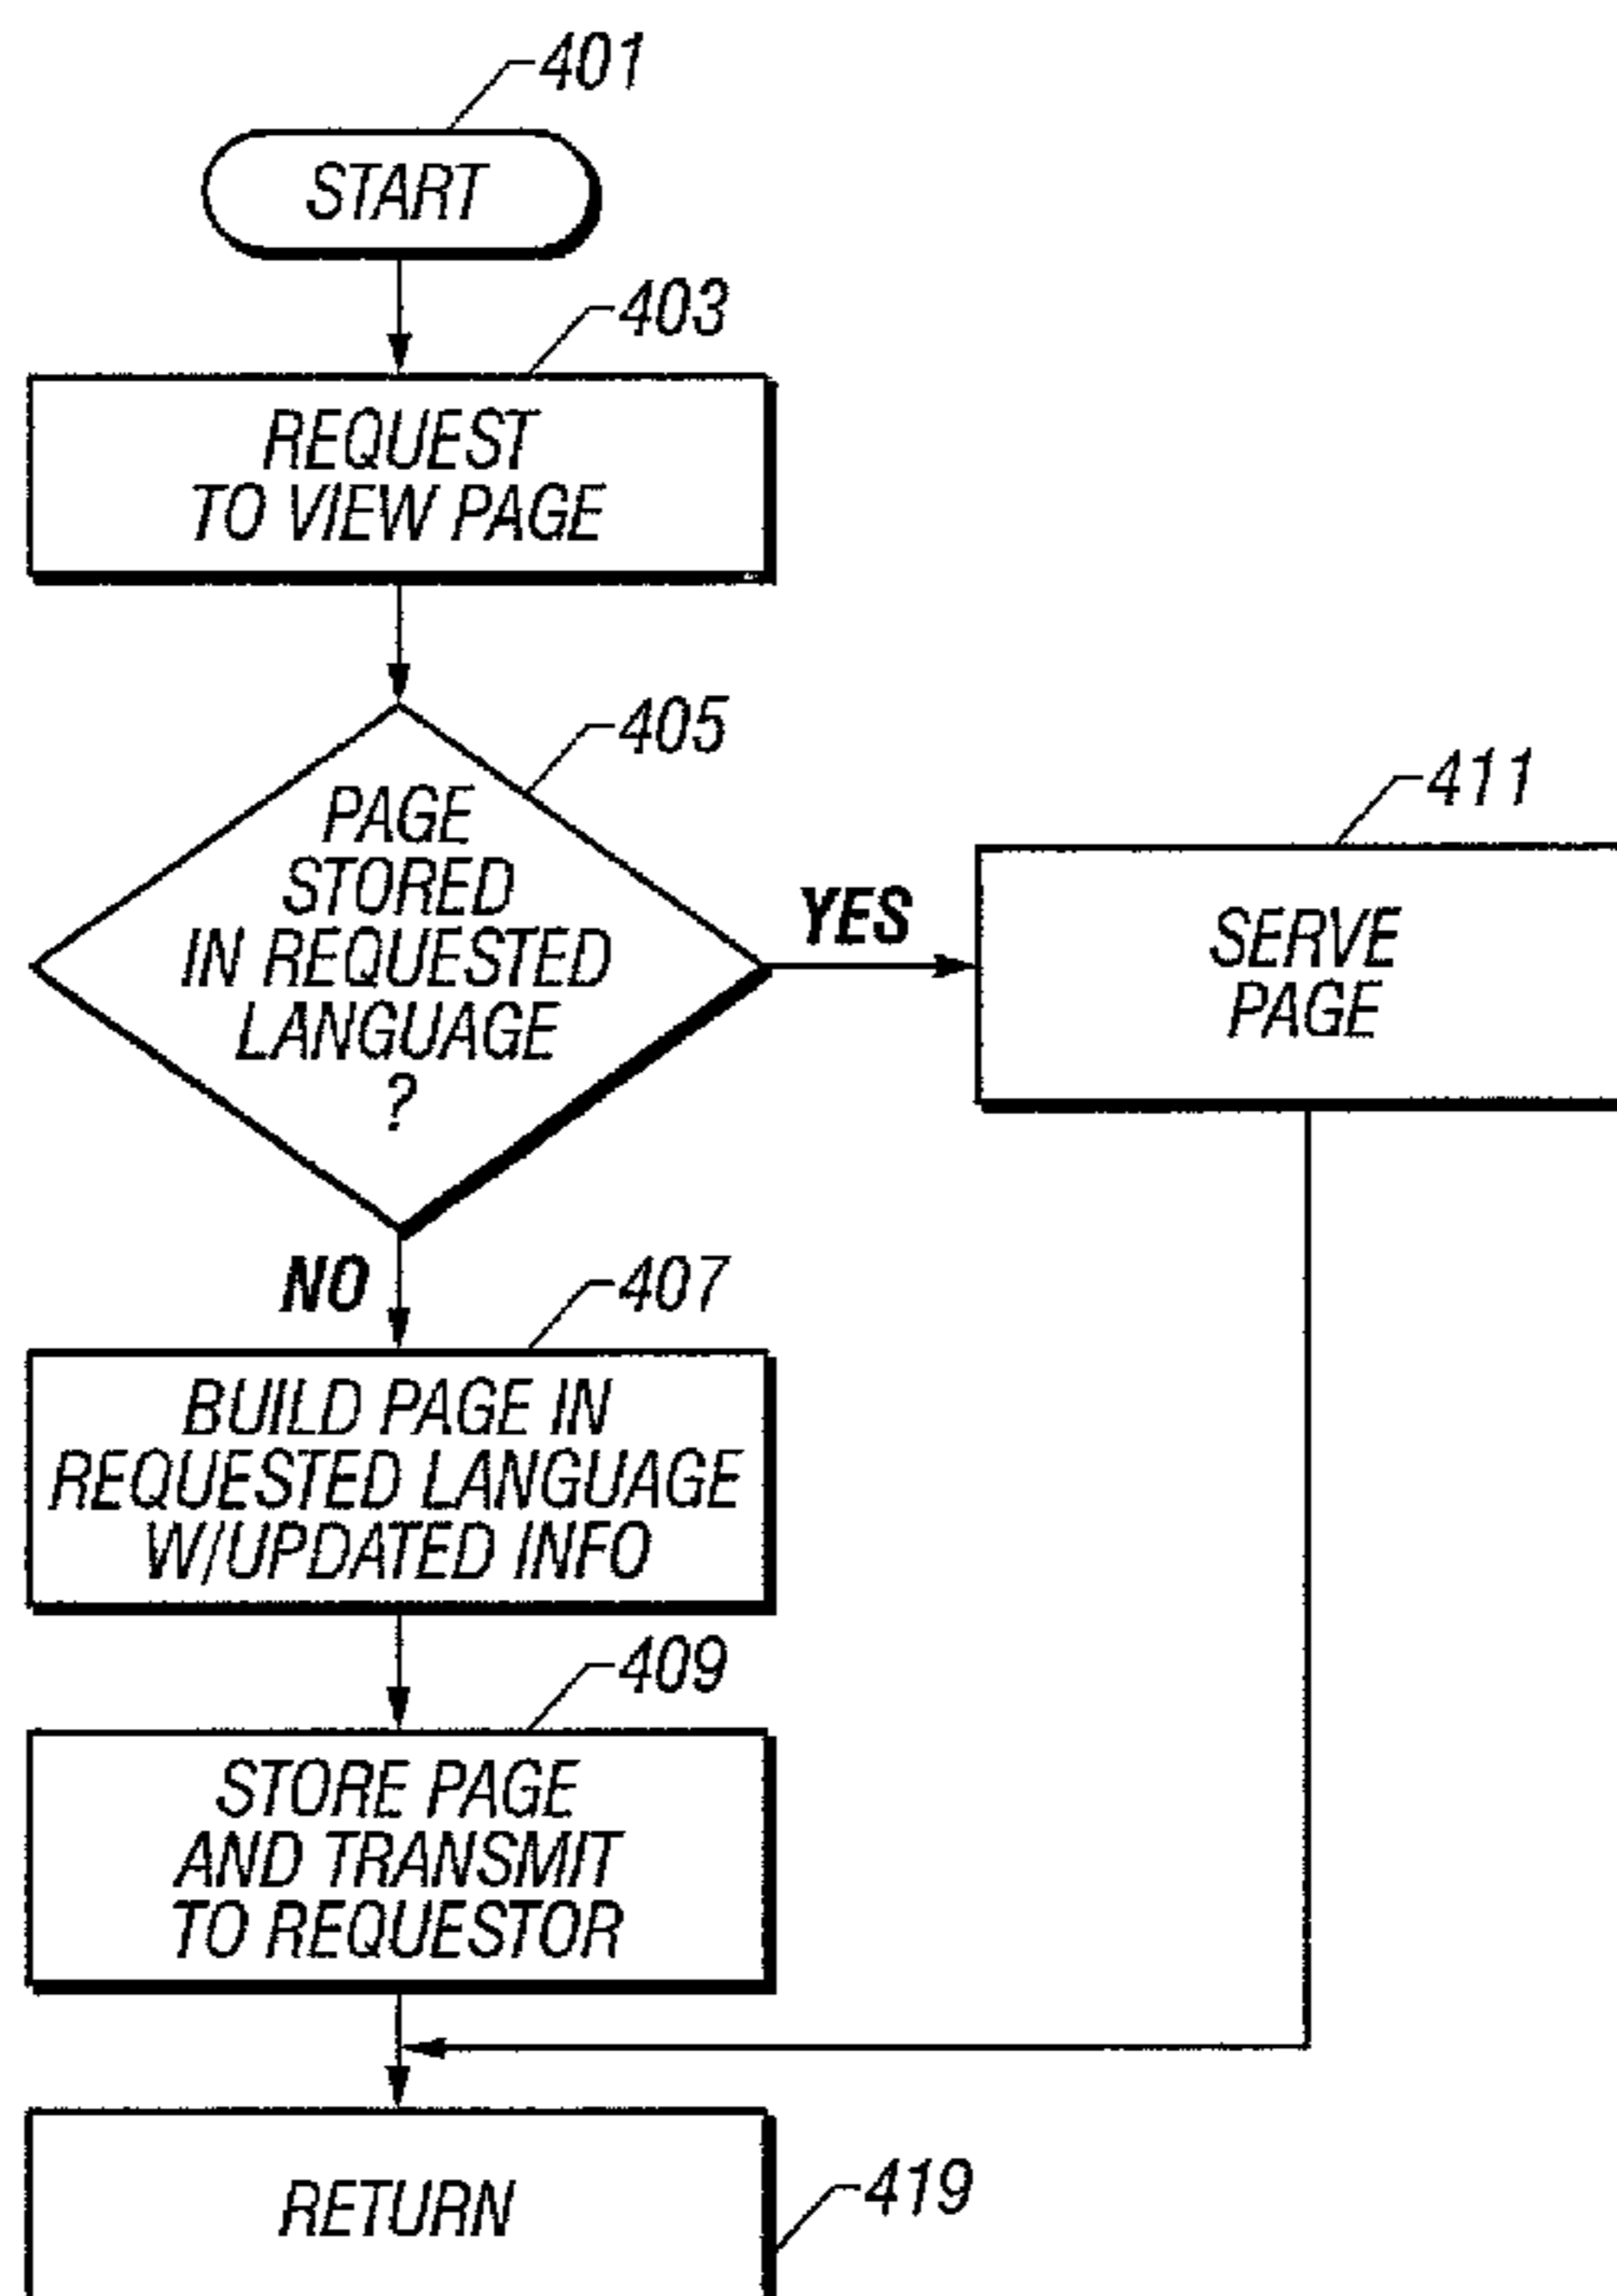 401
START
403
REQUEST
TO VIEW PAGE
405
PAGE
STORED
IN REQUESTED
LANGUAGE
?
YES
411
SERVE
PAGE
NO
407
BUILD PAGE IN
REQUESTED LANGUAGE
W/UPDATED INFO
409
STORE PAGE
AND TRANSMIT
TO REQUESTOR
RETURN
419